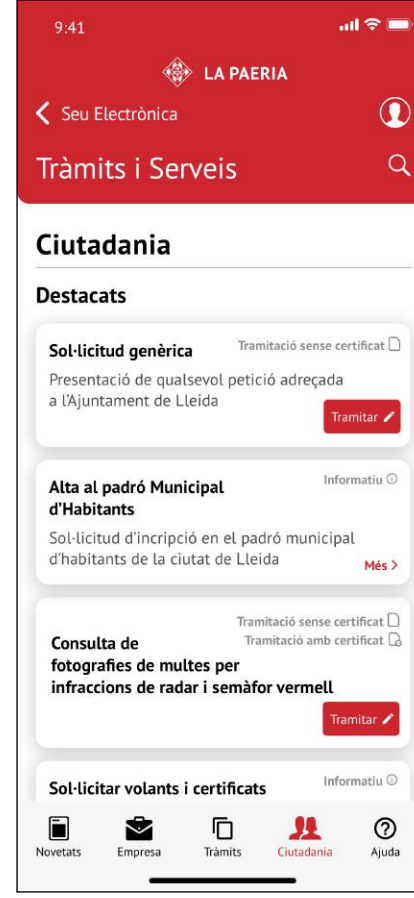 9:41
LA PAERIA
Seu Electrònica
Tràmits i Serveis
Ciutadania
Destacats
Sol·licitud genèrica
Tramitació sense certificat
Presentació de qualsevol petició adreçada
a l'Ajuntament de Lleida
Tramitar
Informatiu
Alta al padró Municipal
d'Habitants
Sol·licitud d'incripció en el padró municipal
d'habitants de la ciutat de Lleida
Més >
Tramitació sense certificat
Tramitació amb certificat
Consulta de
fotografies de multes per
infraccions de radar i semàfor vermell
Tramitar
Informatiu
Sol·licitar volants i certificats
Novetats
Empresa
Tràmits
Ciutadania
Ajuda